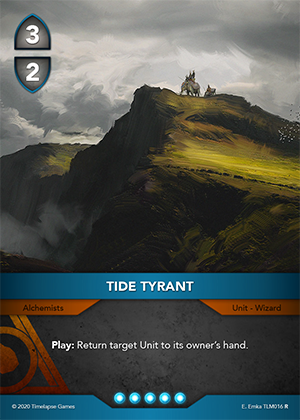 3
2
TIDE TYRANT
Alchemists
Unit - Wizard
Play: Return target Unit to its owner's hand.
© 2020 Timelapse Games
E. Emka TLM016 R